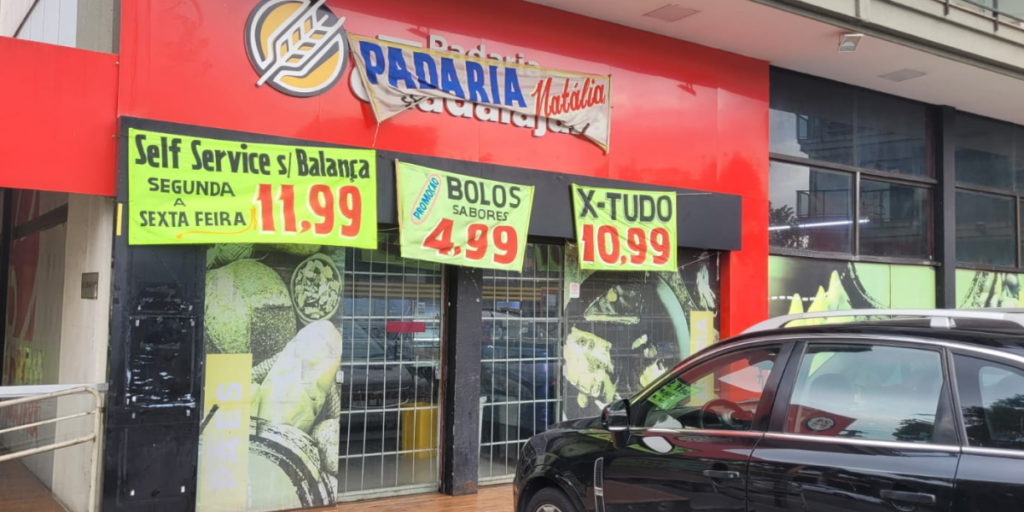 Padaria
PADARIA Natália
Self Service s/ Balança
SEGUNDA
A
SEXTA FEIRA 11,99
PROMOÇÃO
BOLOS
SABORES
4,99
X-TUDO
10,99
PÃES